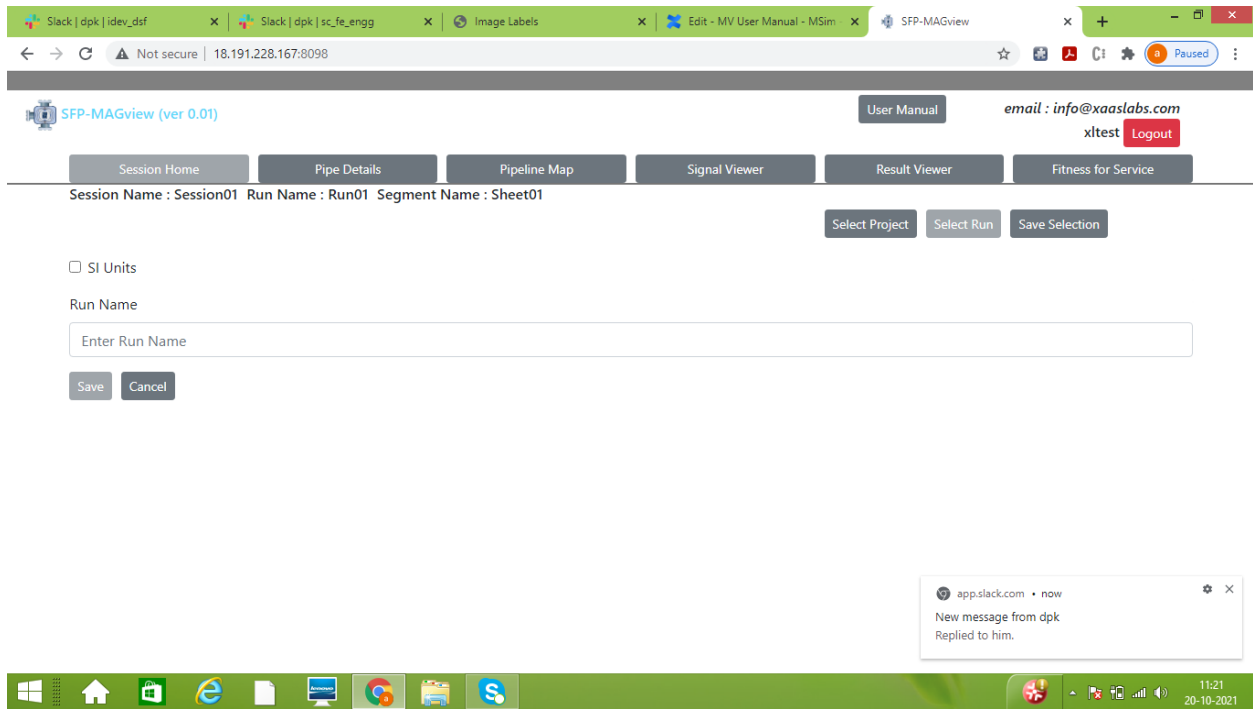 Slack | dpk | idev_dsf
Slack | dpk | sc_fe_engg
Image Labels
Edit - MV User Manual - MSim
SFP-MAGview
Not secure | 18.191.228.167:8098
a Paused
SFP-MAGview (ver 0.01)
User Manual
email : info@xaaslabs.com
xltest Logout
Session Home Pipe Details Pipeline Map Signal Viewer Result Viewer Fitness for Service
Session Name : Session01 Run Name : Run01 Segment Name : Sheet01
Select Project Select Run Save Selection
SI Units
Run Name
Enter Run Name
Save Cancel
app.slack.com • now
New message from dpk
Replied to him.
lenovo
11:21
20-10-2021